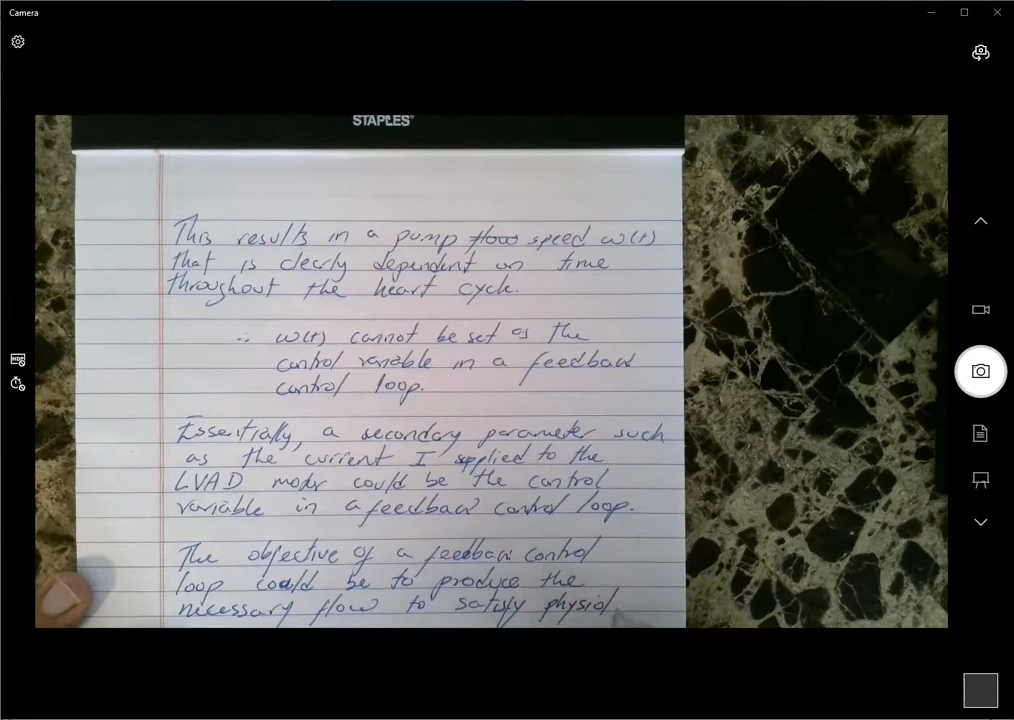 Camera
STAPLES
This results in a pump flow speed ω(t)
that is clearly dependent on time
throughout the heart cycle.
∴ ω(t) cannot be set as the
control variable in a feedback
control loop.
Essentially, a secondary parameter such
as the current I applied to the
LVAD motor could be the control
variable in a feedback control loop.
The objective of a feedback control
loop could be to produce the
necessary flow to satisfy physiol